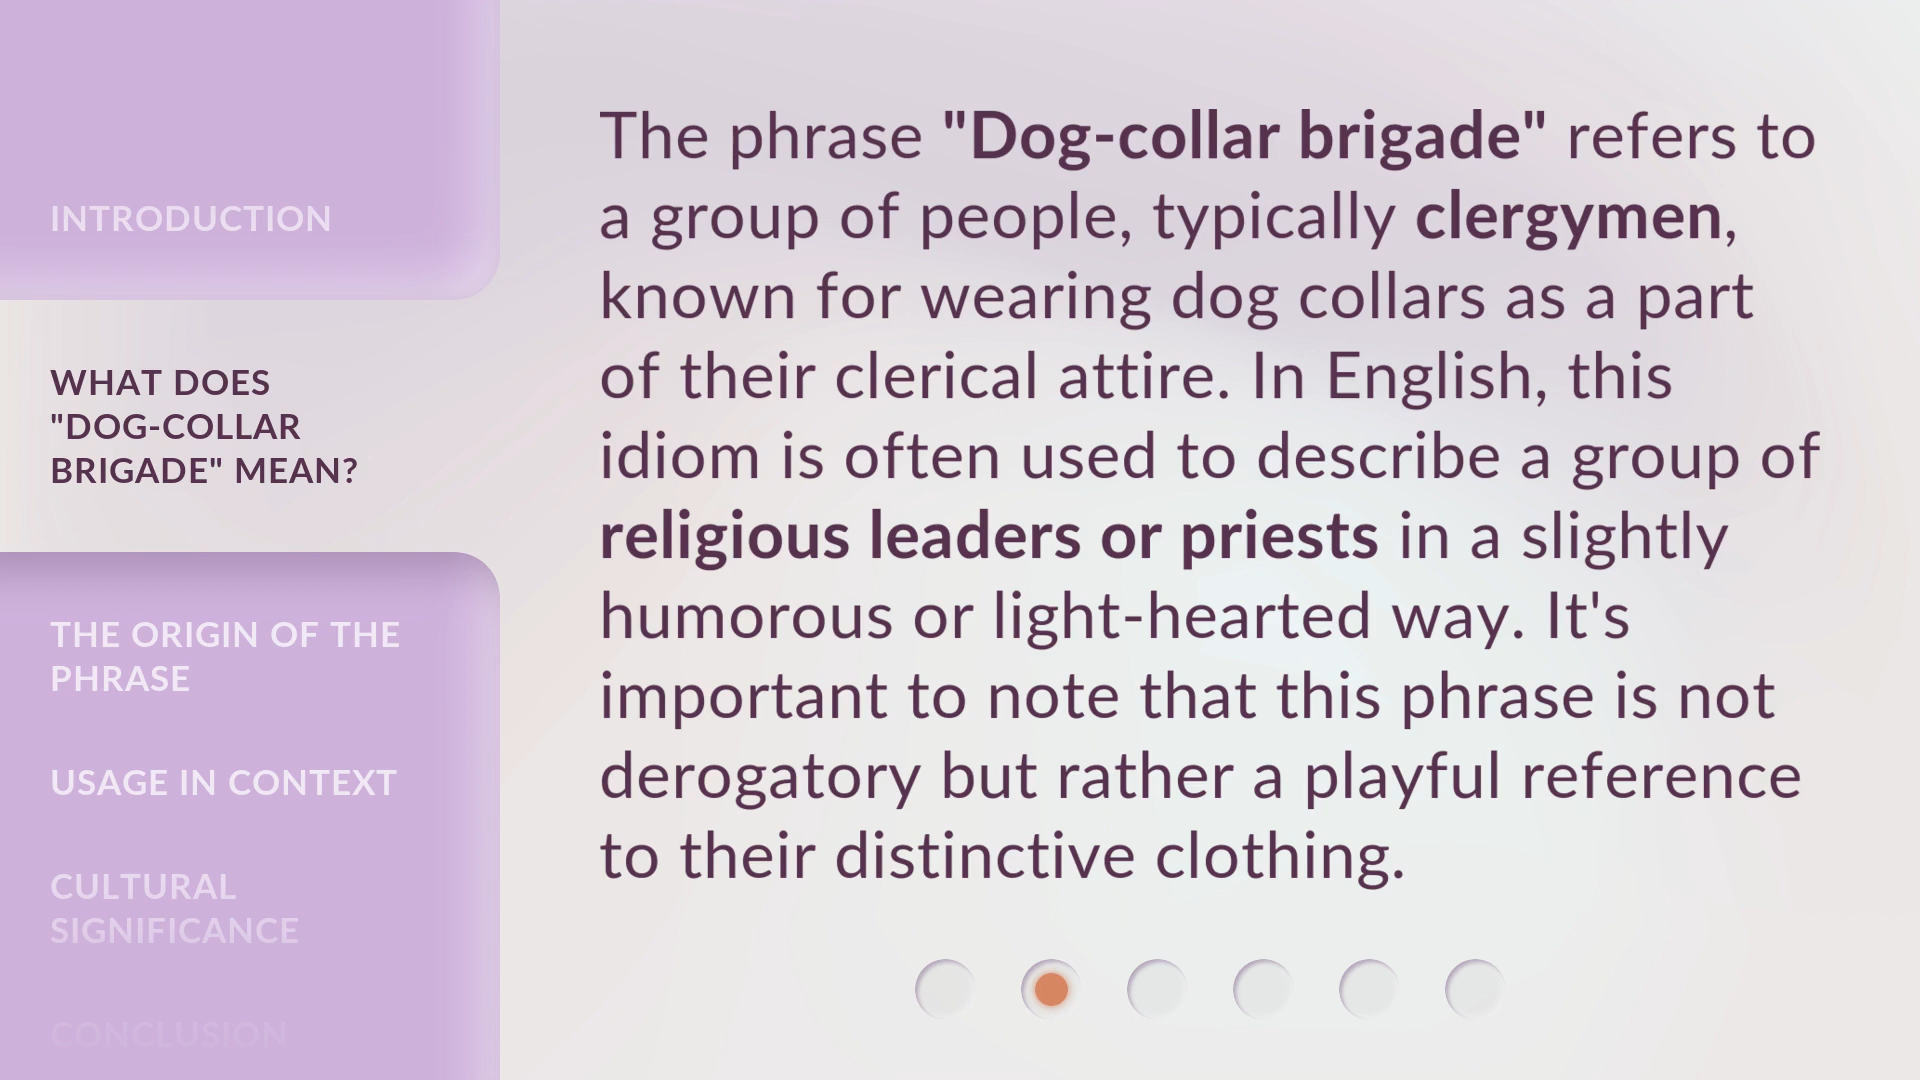 INTRODUCTION
WHAT DOES
"DOG-COLLAR
BRIGADE" MEAN?
THE ORIGIN OF THE
PHRASE
USAGE IN CONTEXT
CULTURAL
SIGNIFICANCE
CONCLUSION
The phrase "Dog-collar brigade" refers to
a group of people, typically clergymen,
known for wearing dog collars as a part
of their clerical attire. In English, this
idiom is often used to describe a group of
religious leaders or priests in a slightly
humorous or light-hearted way. It's
important to note that this phrase is not
derogatory but rather a playful reference
to their distinctive clothing.